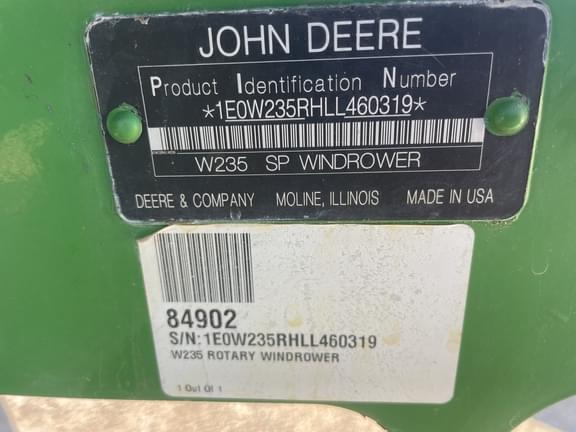 JOHN DEERE
Product Identification Number
*1E0W235RHLL460319*
W235 SP WINDROWER
DEERE & COMPANY MOLINE, ILLINOIS MADE IN USA
84902
S/N:1E0W235RHLL460319
W235 ROTARY WINDROWER
1 Out Of 1